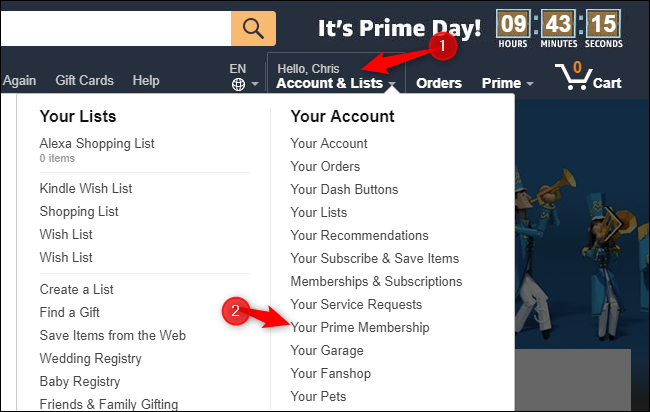 It's Prime Day!
09 : 43 : 15
HOURS MINUTES SECONDS
1
EN
Hello, Chris
0
Again Gift Cards Help Account & Lists Orders Prime Cart
Your Lists
Alexa Shopping List
0 items
Kindle Wish List
Shopping List
Wish List
Wish List
Create a List
Find a Gift
Save Items from the Web
Wedding Registry
Baby Registry
Friends & Family Gifting
Your Account
Your Account
Your Orders
Your Dash Buttons
Your Lists
Your Recommendations
Your Subscribe & Save Items
Memberships & Subscriptions
Your Service Requests
2
Your Prime Membership
Your Garage
Your Fanshop
Your Pets